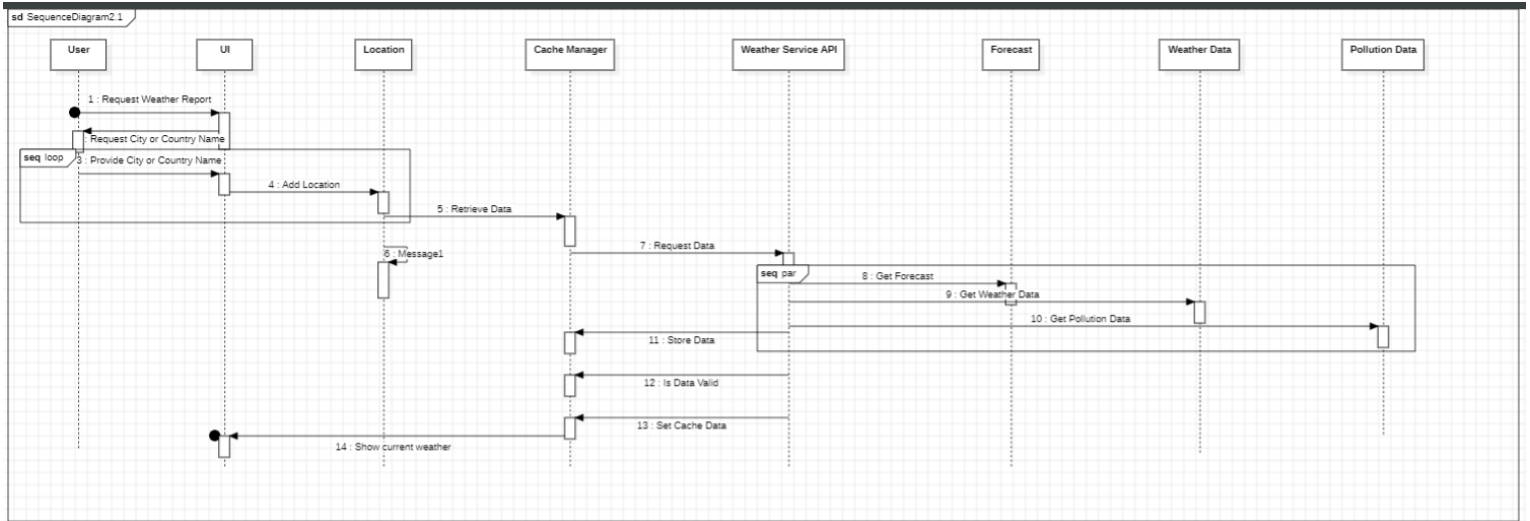 sd SequenceDiagram2.1
User
UI
Location
Cache Manager
Weather Service API
Forecast
Weather Data
Pollution Data
1 : Request Weather Report
: Request City or Country Name
seq loop
3 : Provide City or Country Name
4 : Add Location
5 : Retrieve Data
6 : Message1
7 : Request Data
seq par
8 : Get Forecast
9 : Get Weather Data
10 : Get Pollution Data
11 : Store Data
12 : Is Data Valid
13 : Set Cache Data
14 : Show current weather